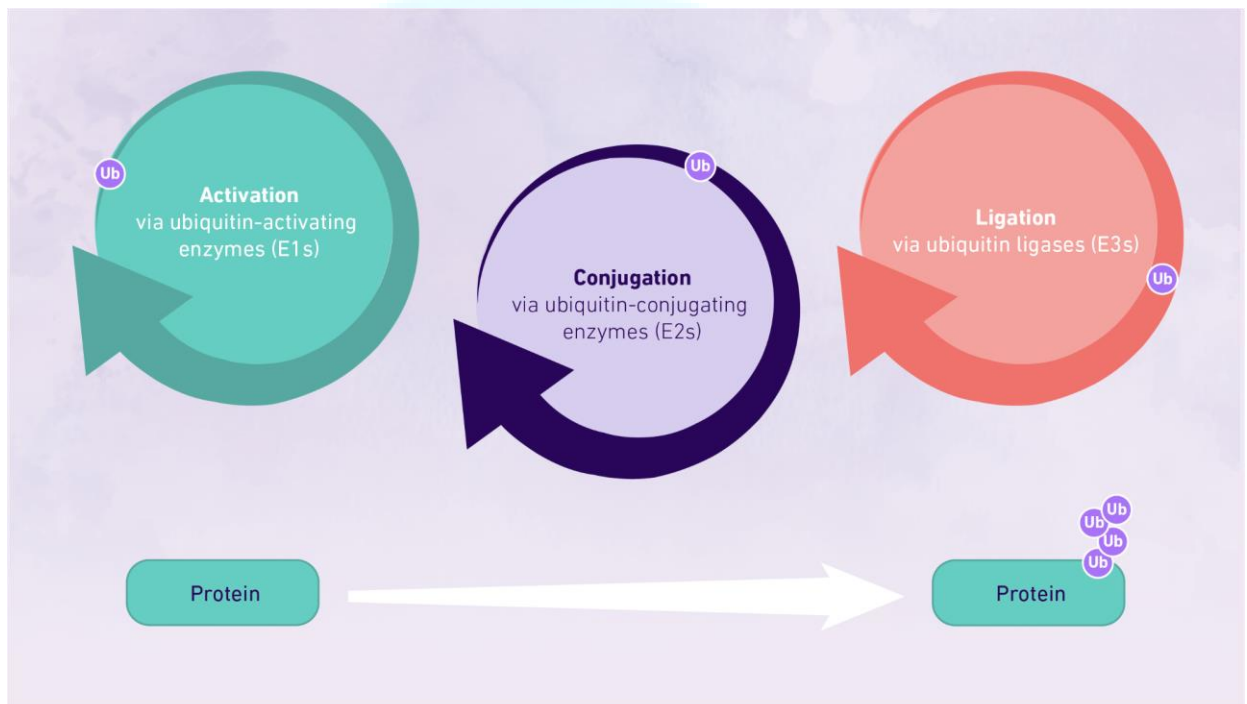 Ub
Activation
via ubiquitin-activating
enzymes (E1s)
Ub
Conjugation
via ubiquitin-conjugating
enzymes (E2s)
Ligation
via ubiquitin ligases (E3s)
Ub
Protein
Ub
Ub
Ub
Ub
Protein